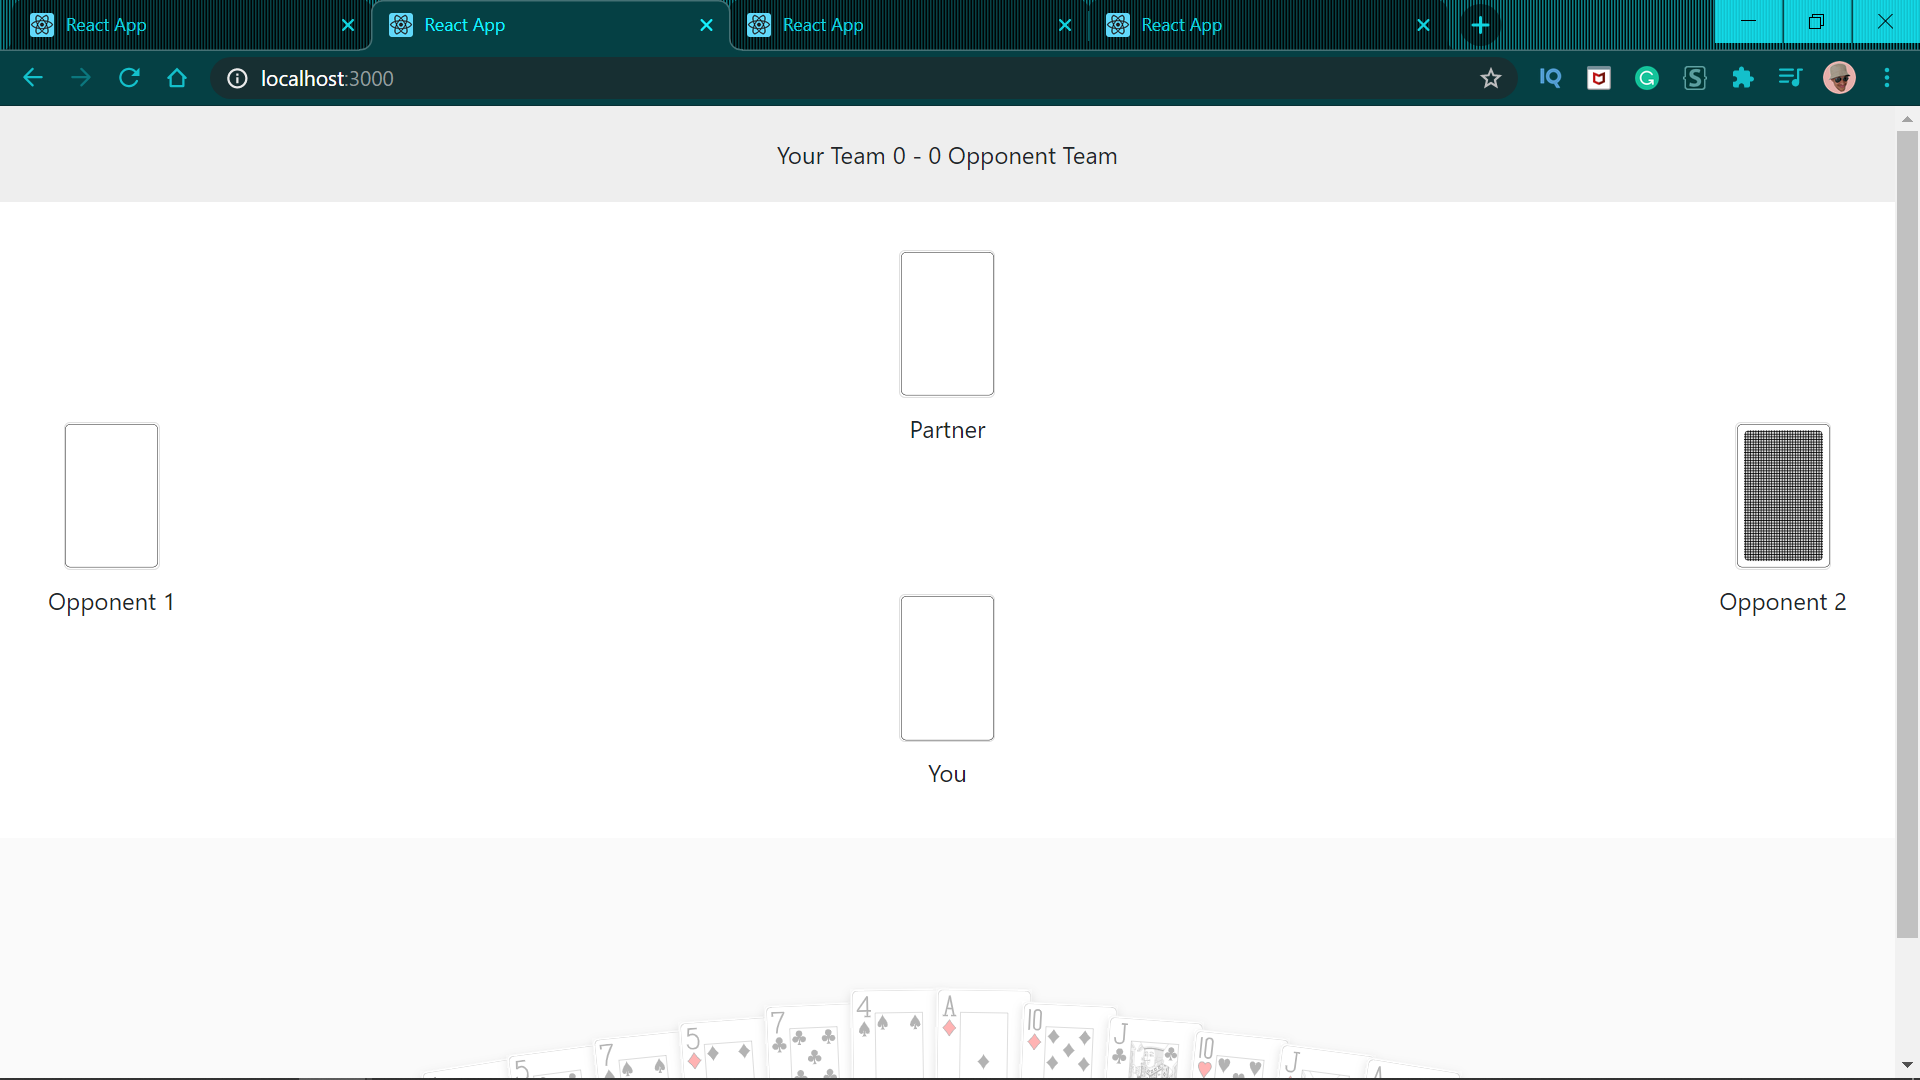 React App
React App
React App
React App
localhost:3000
IQ
Your Team 0 - 0 Opponent Team
Partner
Opponent 1
Opponent 2
You
5
7
5
7
4
A
10
J
10
J
A